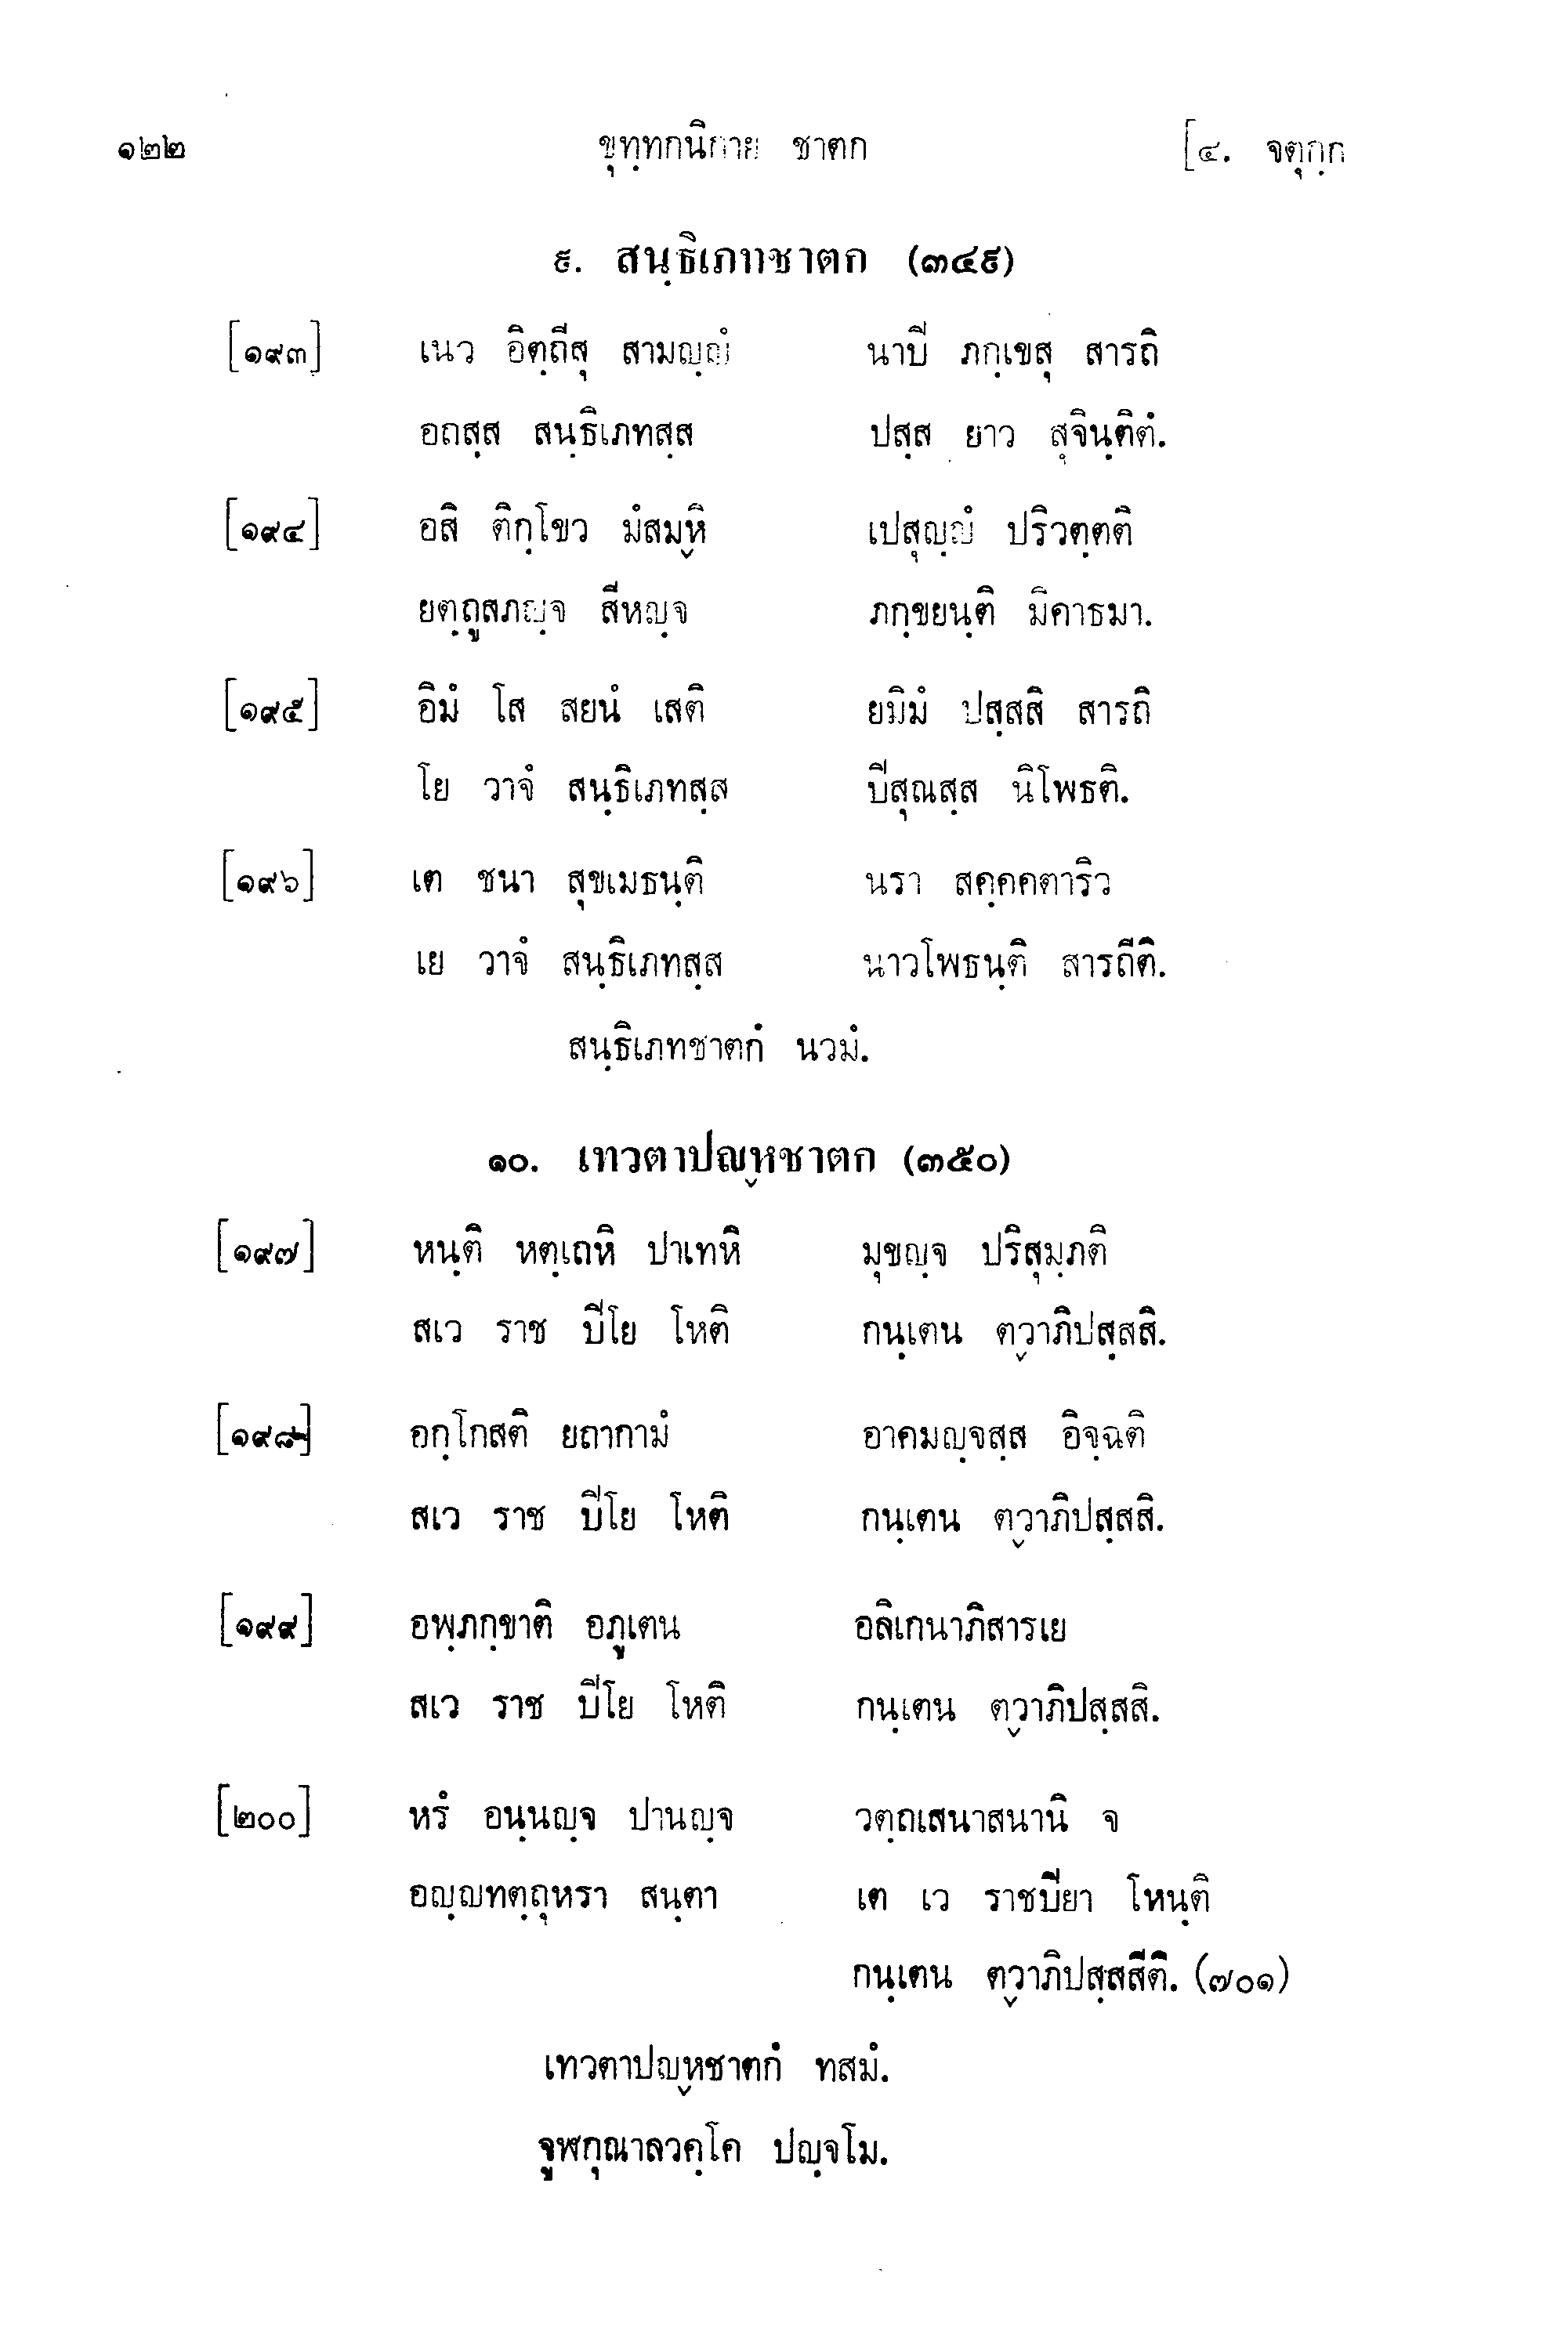 ๑๒๒ ขุทฺทกนิกาย ชาตก [๔. จตุกฺก
๙. สนฺธิเภทชาตก (๓๔๙)
[๑๙๓] เนว อิตฺถีสุ สามญฺญํ นาปี ภกฺเขสุ สารถิ
อถสฺส สนฺธิเภทสฺส ปสฺส ยาว สุจินฺติตํ.
[๑๙๔] อสิ ติกฺโขว มํสมฺหิ เปสุญฺญํ ปริวตฺตติ
ยตฺถูสภญฺจ สีหญฺจ ภกฺขยนฺติ มิคาธมา.
[๑๙๕] อิมํ โส สยนํ เสติ ยมิมํ ปสฺสสิ สารถิ
โย วาจํ สนฺธิเภทสฺส ปีสุณสฺส นิโพธติ.
[๑๙๖] เต ชนา สุขเมธนฺติ นรา สคฺคคตาริว
เย วาจํ สนฺธิเภทสฺส นาวโพธนฺติ สารถีติ.
สนฺธิเภทชาตกํ นวมํ.
๑๐. เทวตาปญฺหชาตก (๓๕๐)
[๑๙๗] หนฺติ หตฺเถหิ ปาเทหิ มุขญฺจ ปริสุมฺภติ
สเว ราช ปิโย โหติ กนฺเตน ตฺวาภิปสฺสสิ.
[๑๙๘] อกฺโกสติ ยถากามํ อาคมญฺจสฺส อิจฺฉติ
สเว ราช ปิโย โหติ กนฺเตน ตฺวาภิปสฺสสิ.
[๑๙๙] อพฺภกฺขาติ อภูเตน อลิเกนาภิสารเย
สเว ราช ปิโย โหติ กนฺเตน ตฺวาภิปสฺสสิ.
[๒๐๐] หรํ อนฺนญฺจ ปานญฺจ วตฺถเสนาสนานิ จ
อญฺญทตฺถุหรา สนฺตา เต เว ราชปิยา โหนฺติ
กนฺเตน ตฺวาภิปสฺสสีติ. (๗๐๑)
เทวตาปญฺหชาตกํ ทสมํ.
จูฬกุณาลวคฺโค ปญฺจโม.